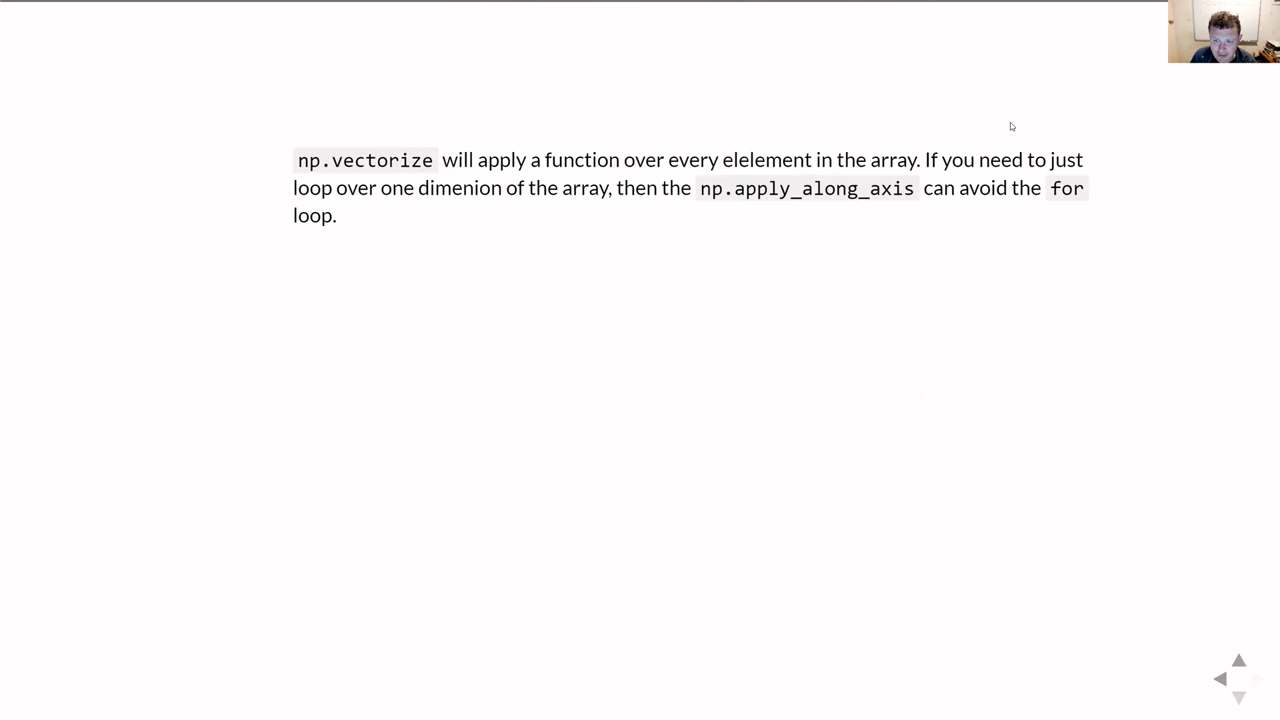 np.vectorize will apply a function over every elelement in the array. If you need to just
loop over one dimenion of the array, then the np.apply_along_axis can avoid the for
loop.